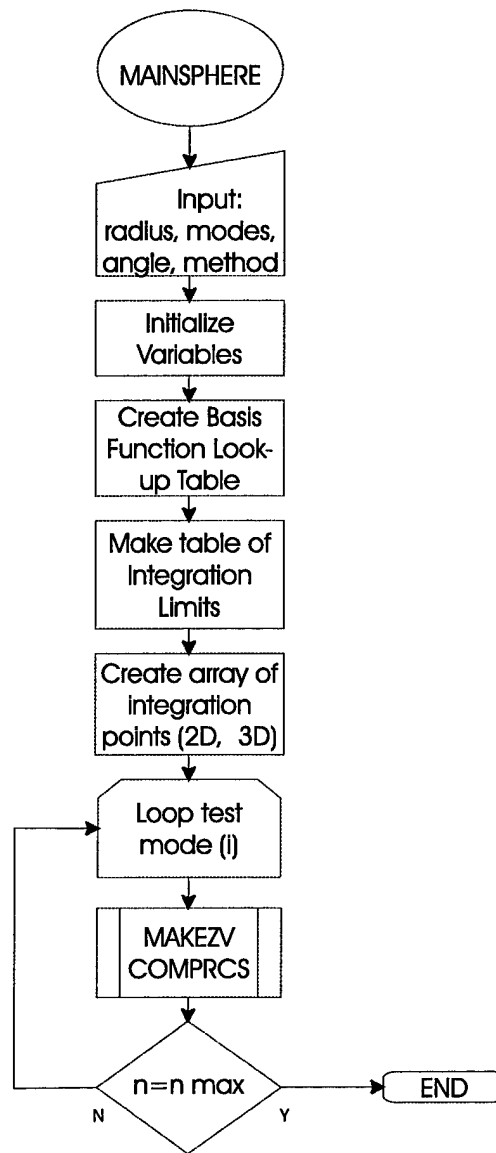 MAINSPHERE
Input:
radius, modes,
angle, method
Initialize
Variables
Create Basis
Function Look-
up Table
Make table of
Integration
Limits
Create array of
integration
points (2D, 3D)
Loop test
mode (i)
MAKEZV
COMPRCS
n=n max
N
Y
END